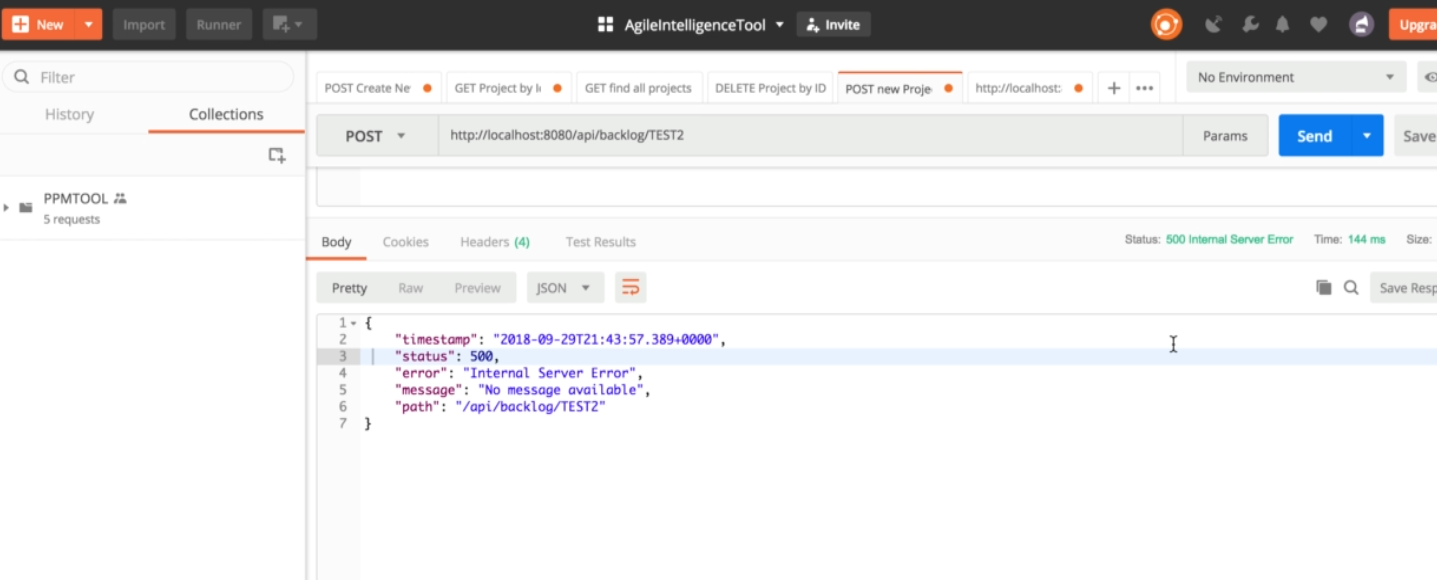 New
Import
Runner
AgileIntelligenceTool
Invite
Upgra
Filter
History
Collections
PPMTOOL
5 requests
POST Create Ne
GET Project by I
GET find all projects
DELETE Project by ID
POST new Proje
http://localhost:
No Environment
POST
http://localhost:8080/api/backlog/TEST2
Params
Send
Save
Body
Cookies
Headers (4)
Test Results
Status: 500 Internal Server Error
Time: 144 ms
Size:
Pretty
Raw
Preview
JSON
Save Resp
1 {
2 "timestamp": "2018-09-29T21:43:57.389+0000",
3 "status": 500,
4 "error": "Internal Server Error",
5 "message": "No message available",
6 "path": "/api/backlog/TEST2"
7 }